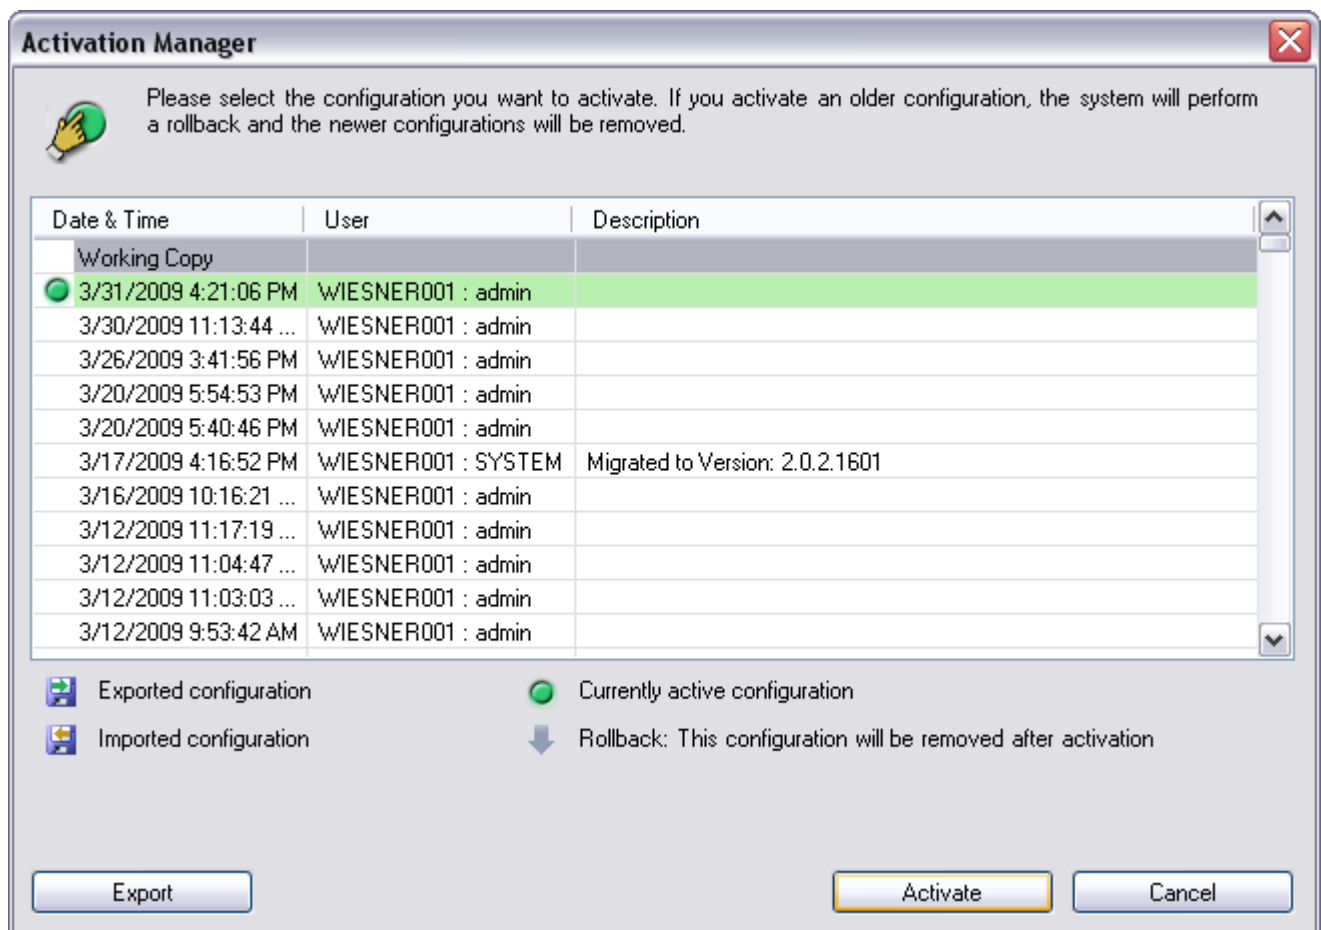 Activation Manager
Please select the configuration you want to activate. If you activate an older configuration, the system will perform
a rollback and the newer configurations will be removed.
Date & Time User Description
Working Copy
3/31/2009 4:21:06 PM WIESNER001 : admin
3/30/2009 11:13:44 ... WIESNER001 : admin
3/26/2009 3:41:56 PM WIESNER001 : admin
3/20/2009 5:54:53 PM WIESNER001 : admin
3/20/2009 5:40:46 PM WIESNER001 : admin
3/17/2009 4:16:52 PM WIESNER001 : SYSTEM Migrated to Version: 2.0.2.1601
3/16/2009 10:16:21 ... WIESNER001 : admin
3/12/2009 11:17:19 ... WIESNER001 : admin
3/12/2009 11:04:47 ... WIESNER001 : admin
3/12/2009 11:03:03 ... WIESNER001 : admin
3/12/2009 9:53:42 AM WIESNER001 : admin
Exported configuration Currently active configuration
Imported configuration Rollback: This configuration will be removed after activation
Export Activate Cancel